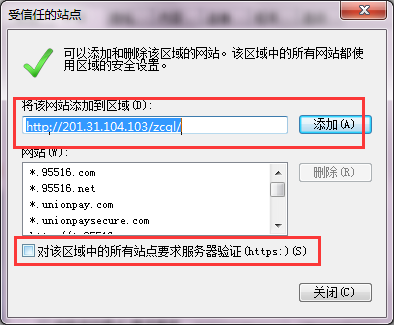 受信任的站点
可以添加和删除该区域的网站。该区域中的所有网站都使
用区域的安全设置。
将该网站添加到区域(D):
http://201.31.104.103/zcgl/
添加(A)
网站(W):
*.95516.com
*.95516.net
*.unionpay.com
*.unionpaysecure.com
删除(R)
对该区域中的所有站点要求服务器验证(https:)(S)
关闭(C)